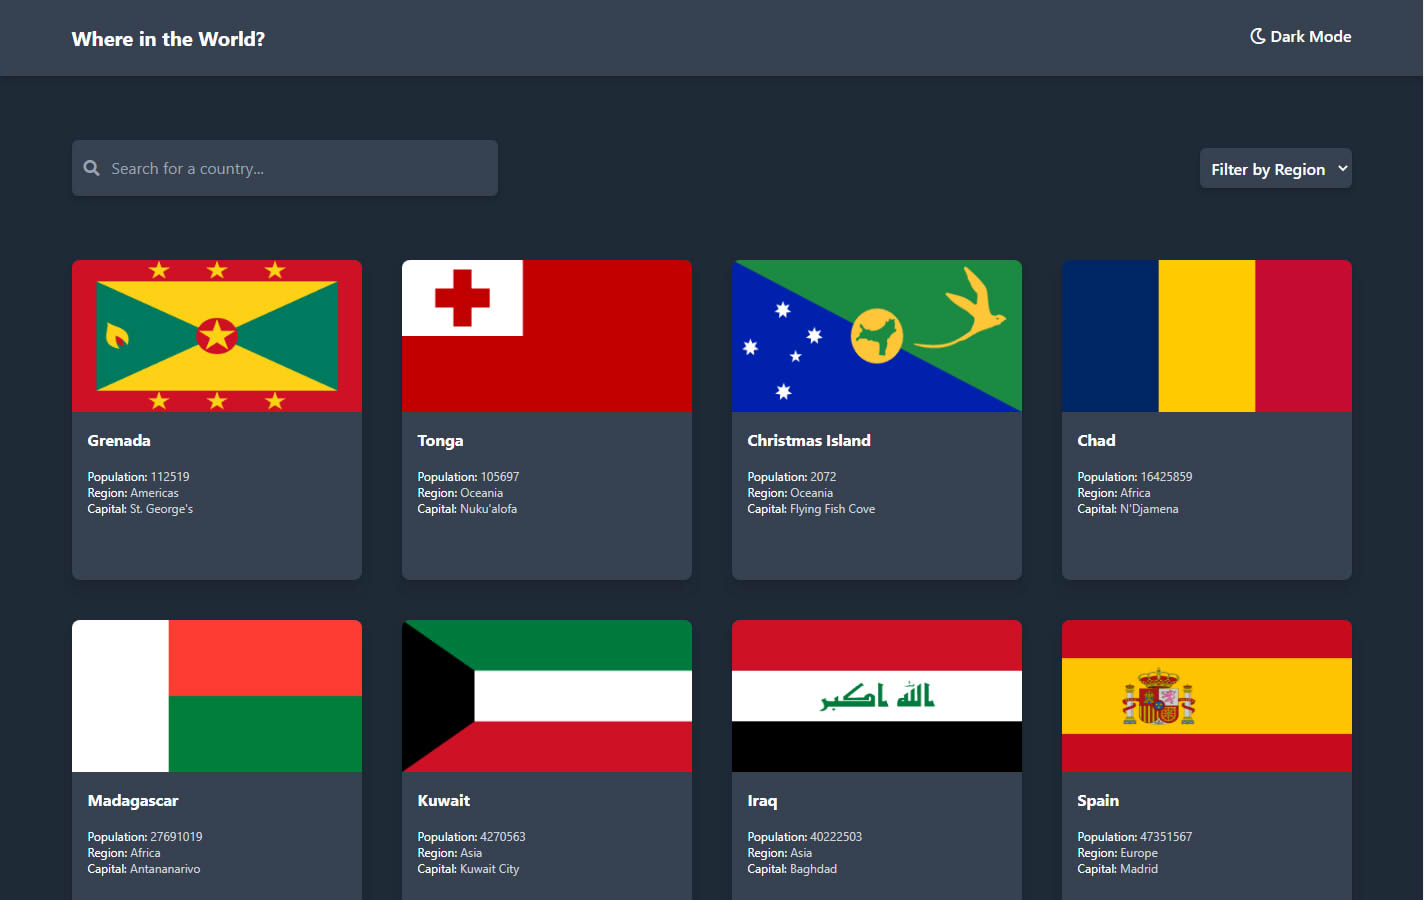 Where in the World?
Dark Mode
Search for a country...
Filter by Region
Grenada
Population: 112519
Region: Americas
Capital: St. George's
Tonga
Population: 105697
Region: Oceania
Capital: Nuku'alofa
Christmas Island
Population: 2072
Region: Oceania
Capital: Flying Fish Cove
Chad
Population: 16425859
Region: Africa
Capital: N'Djamena
Madagascar
Population: 27691019
Region: Africa
Capital: Antananarivo
Kuwait
Population: 4270563
Region: Asia
Capital: Kuwait City
الله اكبر
Iraq
Population: 40222503
Region: Asia
Capital: Baghdad
Spain
Population: 47351567
Region: Europe
Capital: Madrid